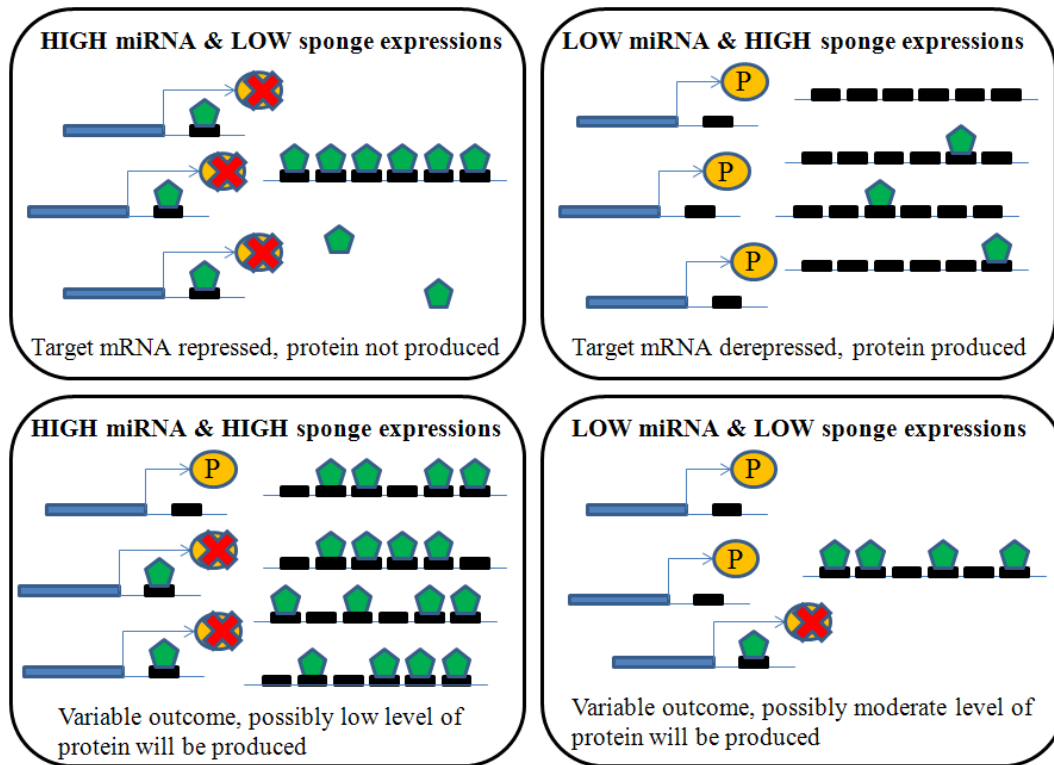 HIGH miRNA & LOW sponge expressions
Target mRNA repressed, protein not produced
LOW miRNA & HIGH sponge expressions
P
P
P
Target mRNA derepressed, protein produced
HIGH miRNA & HIGH sponge expressions
P
Variable outcome, possibly low level of
protein will be produced
LOW miRNA & LOW sponge expressions
P
P
Variable outcome, possibly moderate level of
protein will be produced